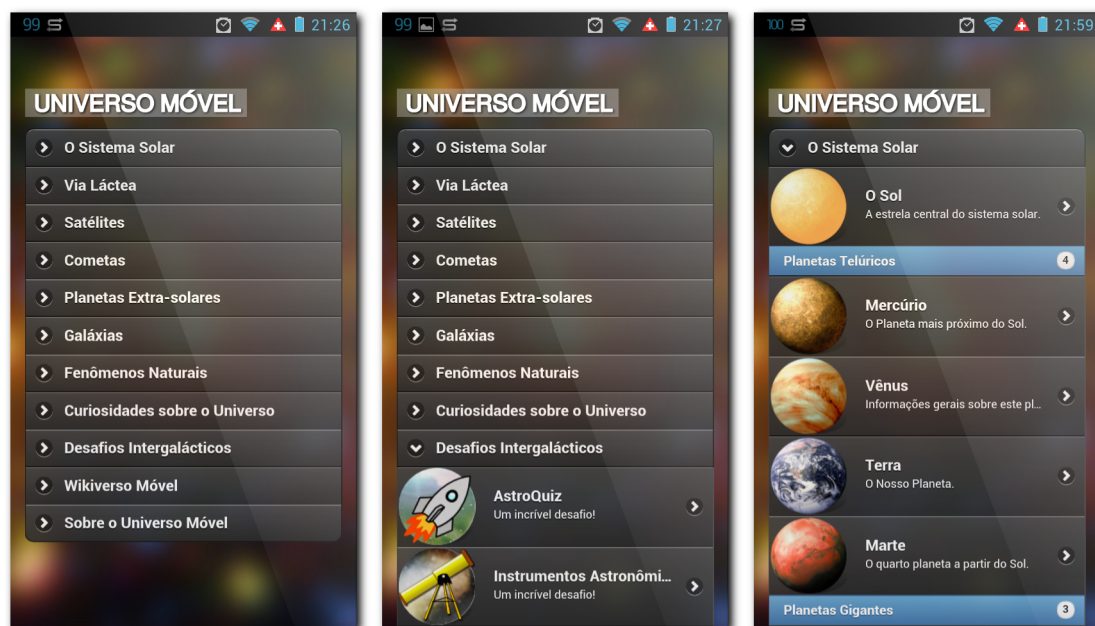 99 21:26
UNIVERSO MÓVEL
O Sistema Solar
Via Láctea
Satélites
Cometas
Planetas Extra-solares
Galáxias
Fenômenos Naturais
Curiosidades sobre o Universo
Desafios Intergalácticos
Wikiverso Móvel
Sobre o Universo Móvel
99 21:27
UNIVERSO MÓVEL
O Sistema Solar
Via Láctea
Satélites
Cometas
Planetas Extra-solares
Galáxias
Fenômenos Naturais
Curiosidades sobre o Universo
Desafios Intergalácticos
AstroQuiz
Um incrível desafio!
Instrumentos Astronômi...
Um incrível desafio!
100 21:59
UNIVERSO MÓVEL
O Sistema Solar
O Sol
A estrela central do sistema solar.
Planetas Telúricos 4
Mercúrio
O Planeta mais próximo do Sol.
Vênus
Informações gerais sobre este pl...
Terra
O Nosso Planeta.
Marte
O quarto planeta a partir do Sol.
Planetas Gigantes 3